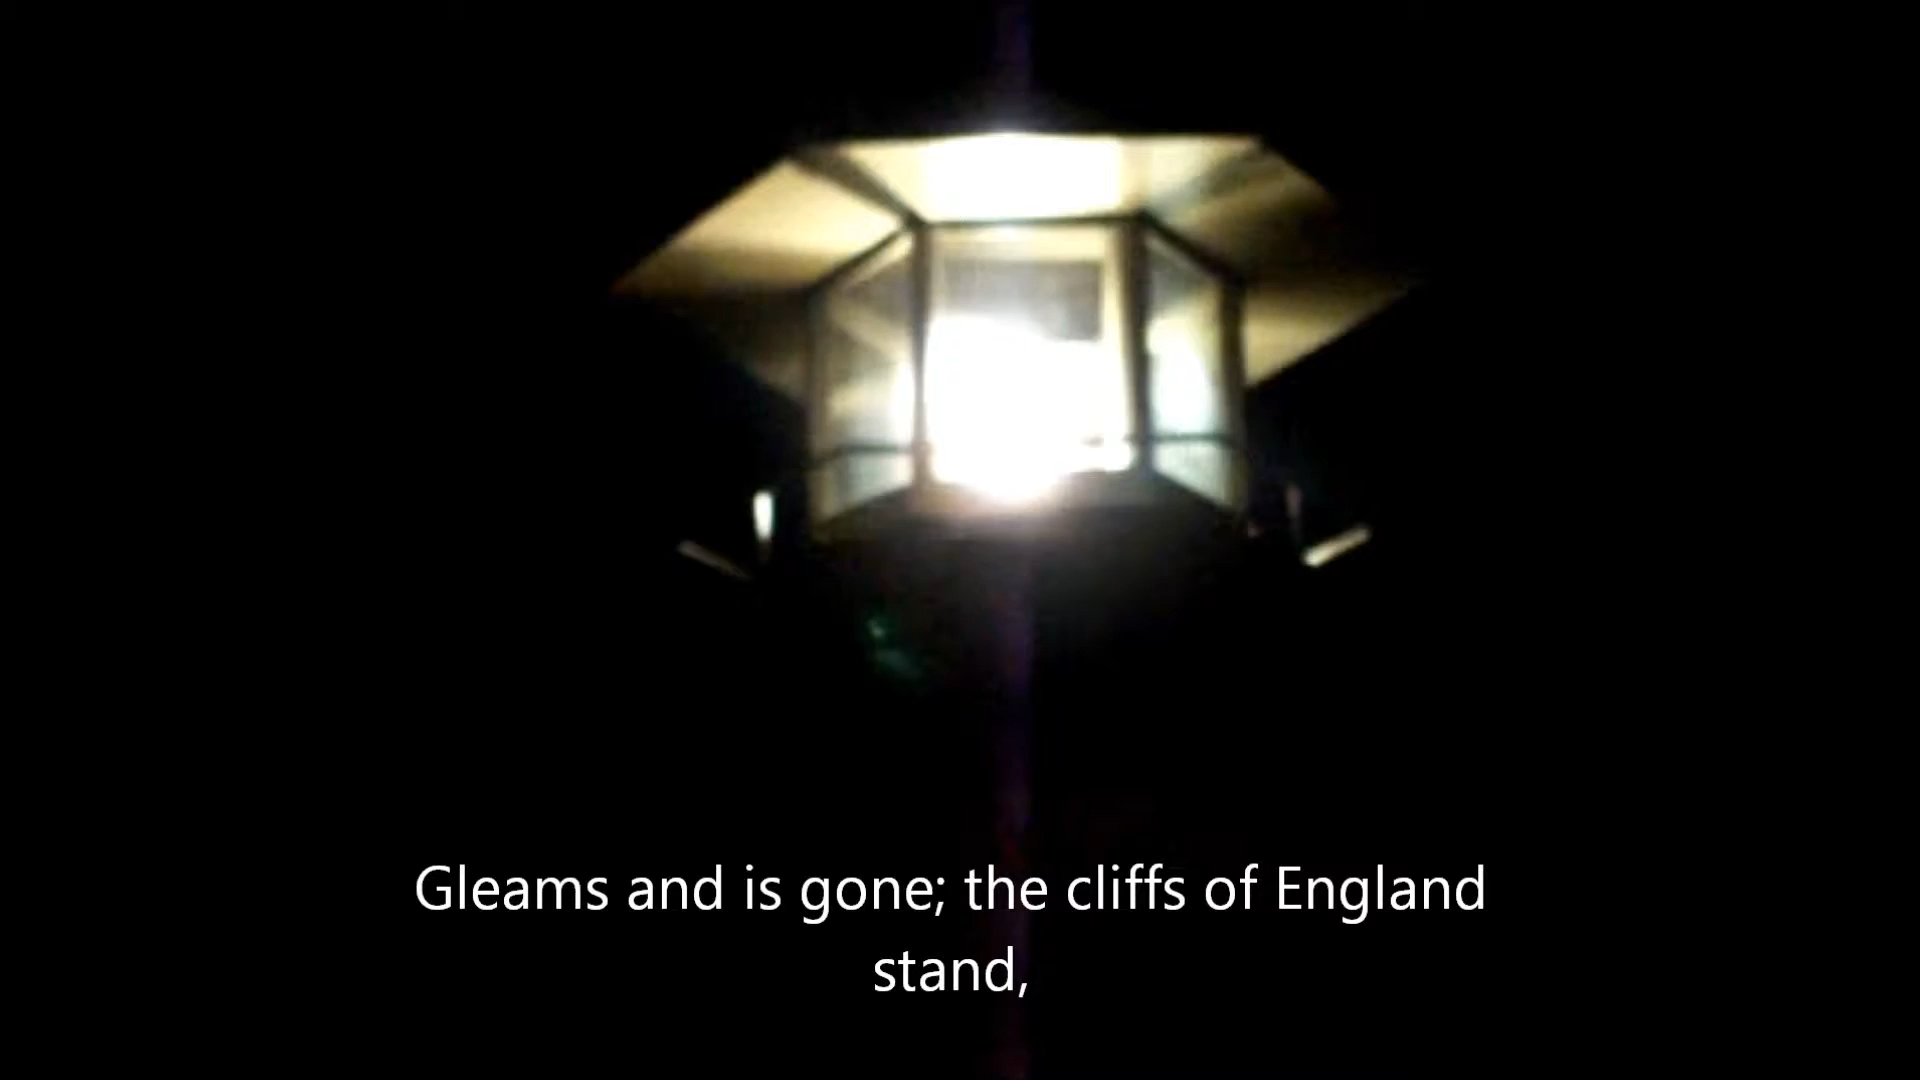 Gleams and is gone; the cliffs of England
stand,